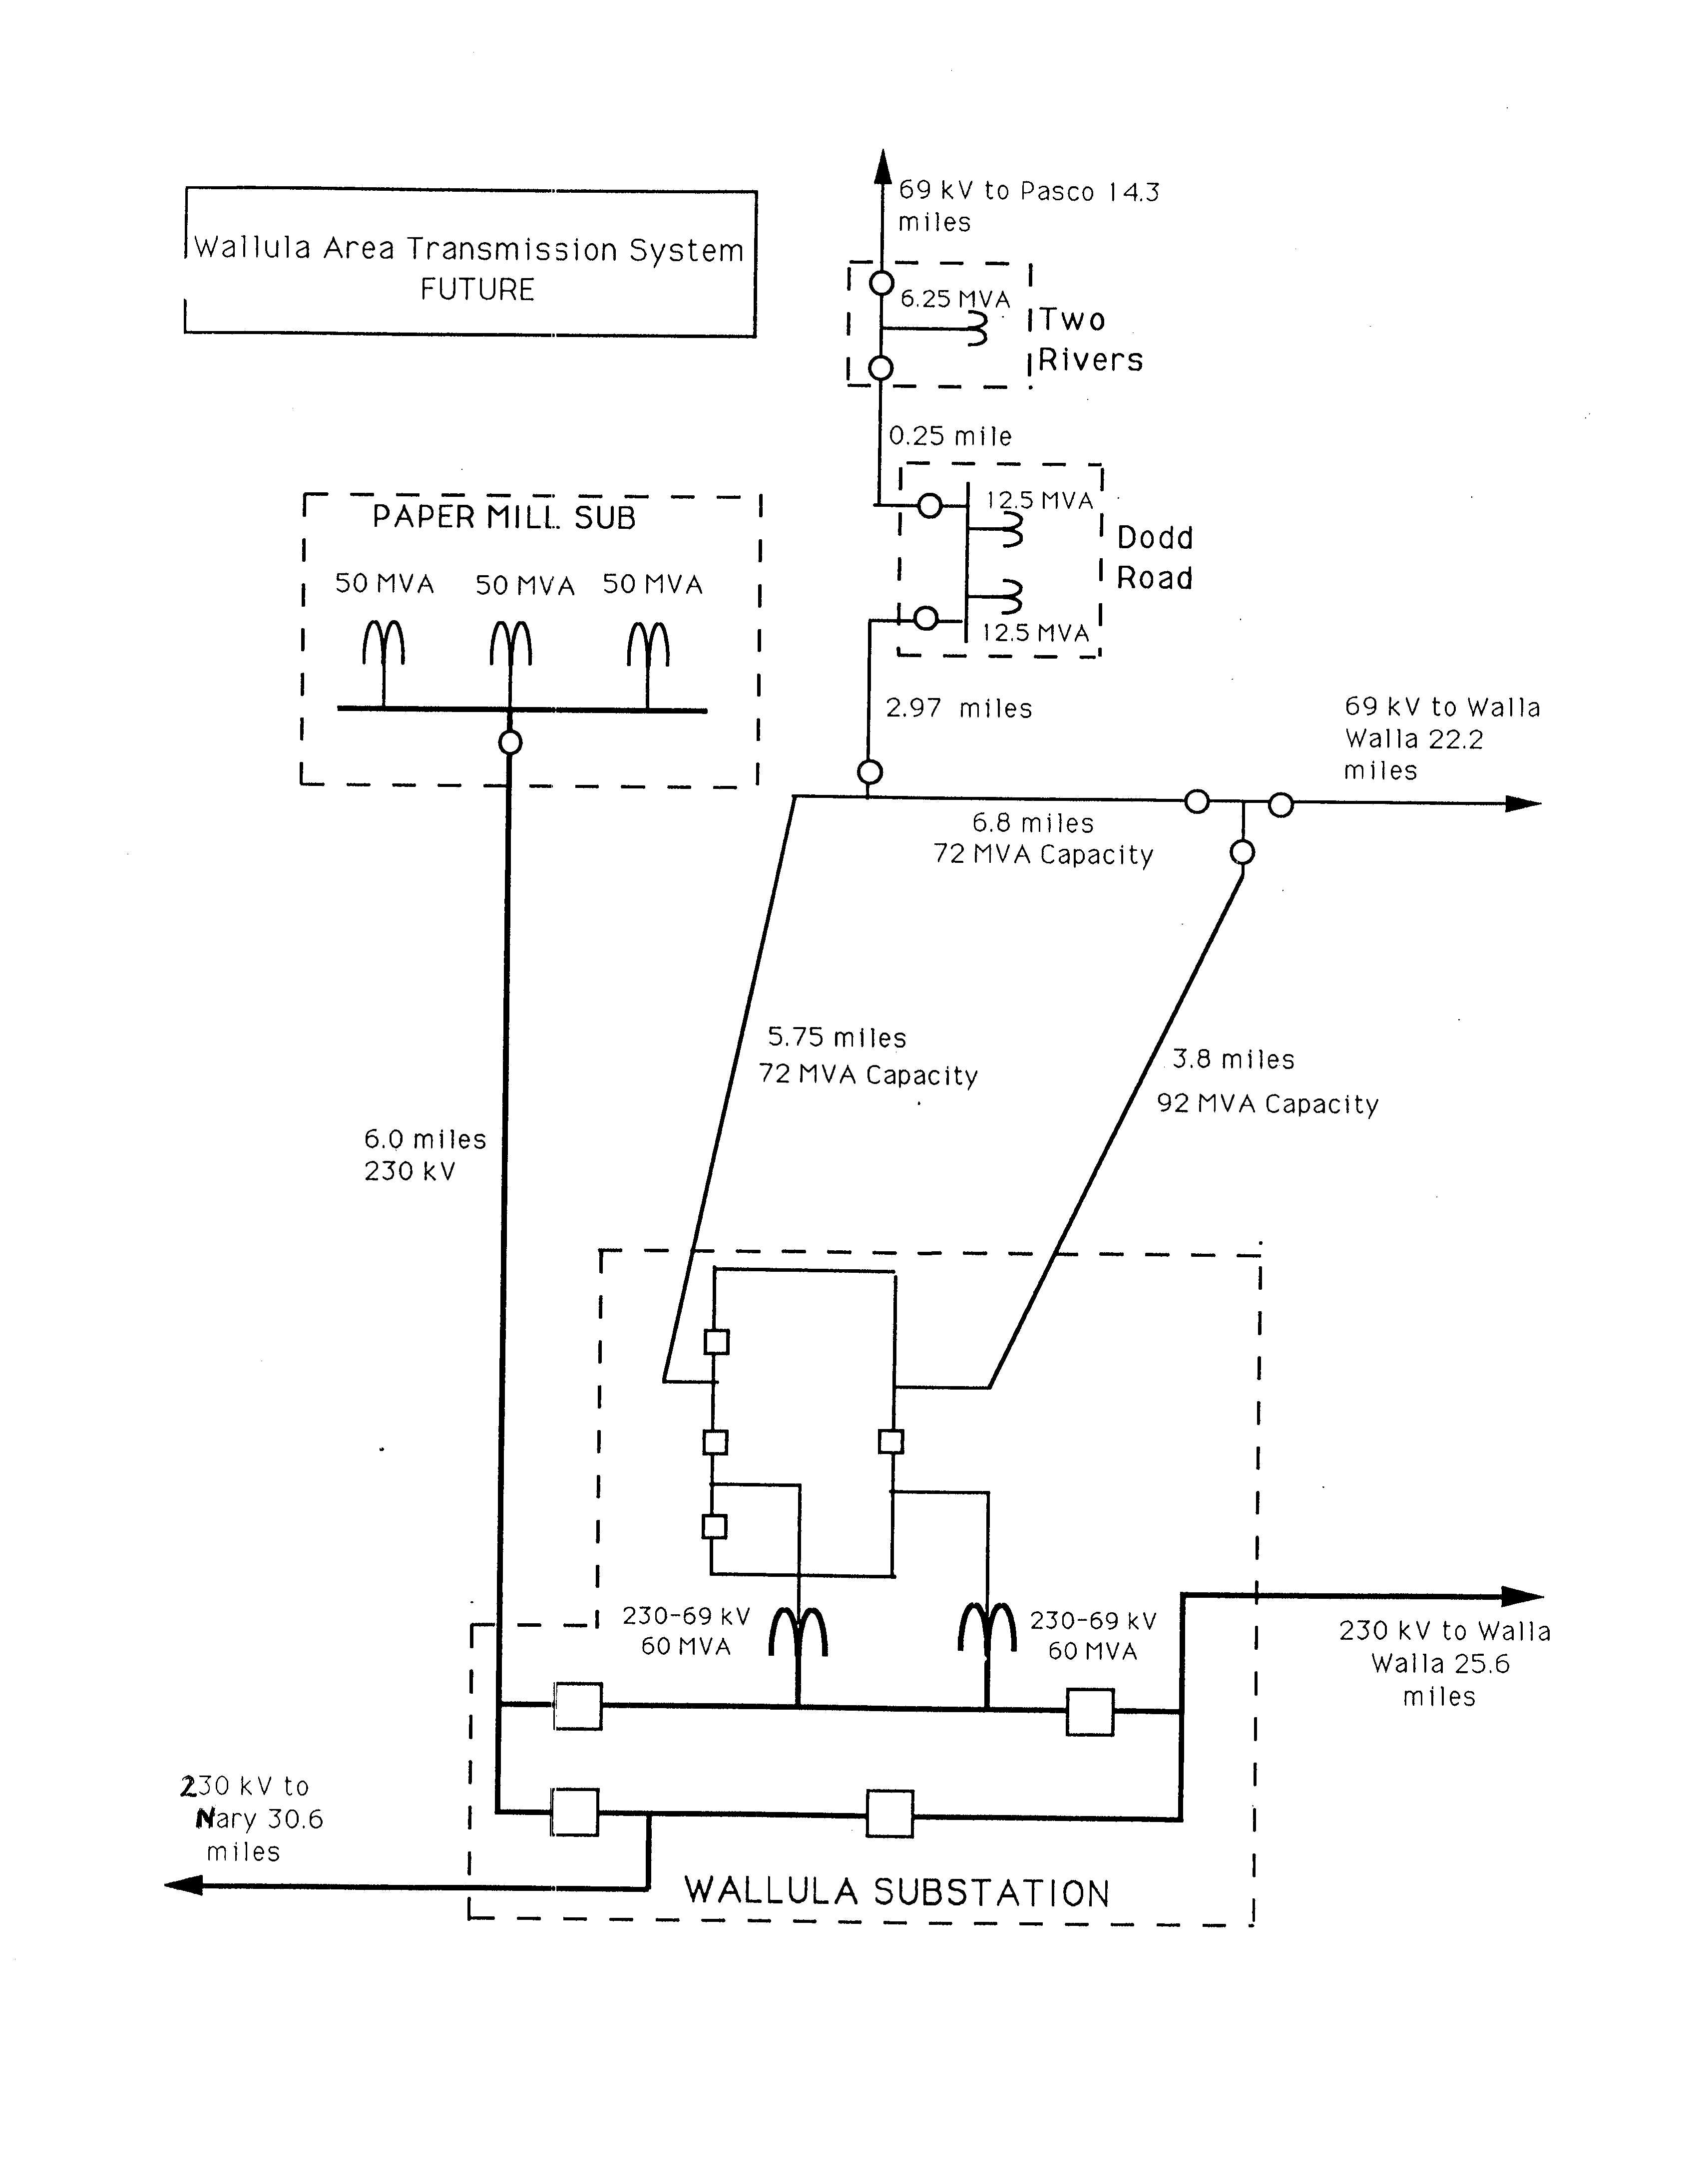 69 kV to Pasco 14.3
miles
Wallula Area Transmission System
FUTURE
6.25 MVA
Two
Rivers
0.25 mile
PAPER MILL SUB
50 MVA 50 MVA 50 MVA
12.5 MVA
Dodd
Road
12.5 MVA
2.97 miles
69 kV to Walla
Walla 22.2
miles
6.8 miles
72 MVA Capacity
5.75 miles
72 MVA Capacity
3.8 miles
92 MVA Capacity
6.0 miles
230 kV
230-69 kV
60 MVA
230-69 kV
60 MVA
230 kV to Walla
Walla 25.6
miles
230 kV to
Nary 30.6
miles
WALLULA SUBSTATION